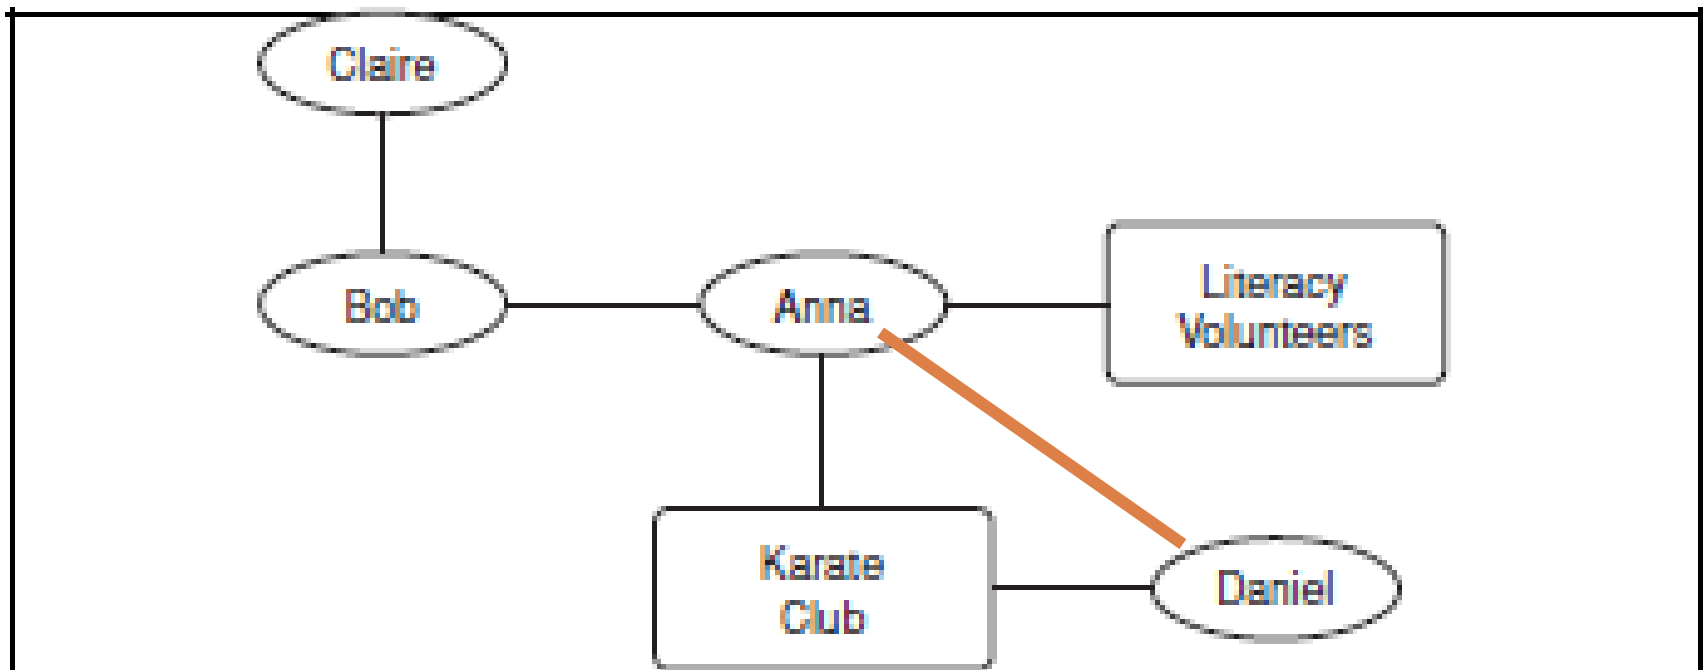 Claire
Bob
Anna
Literacy
Volunteers
Karate
Club
Daniel